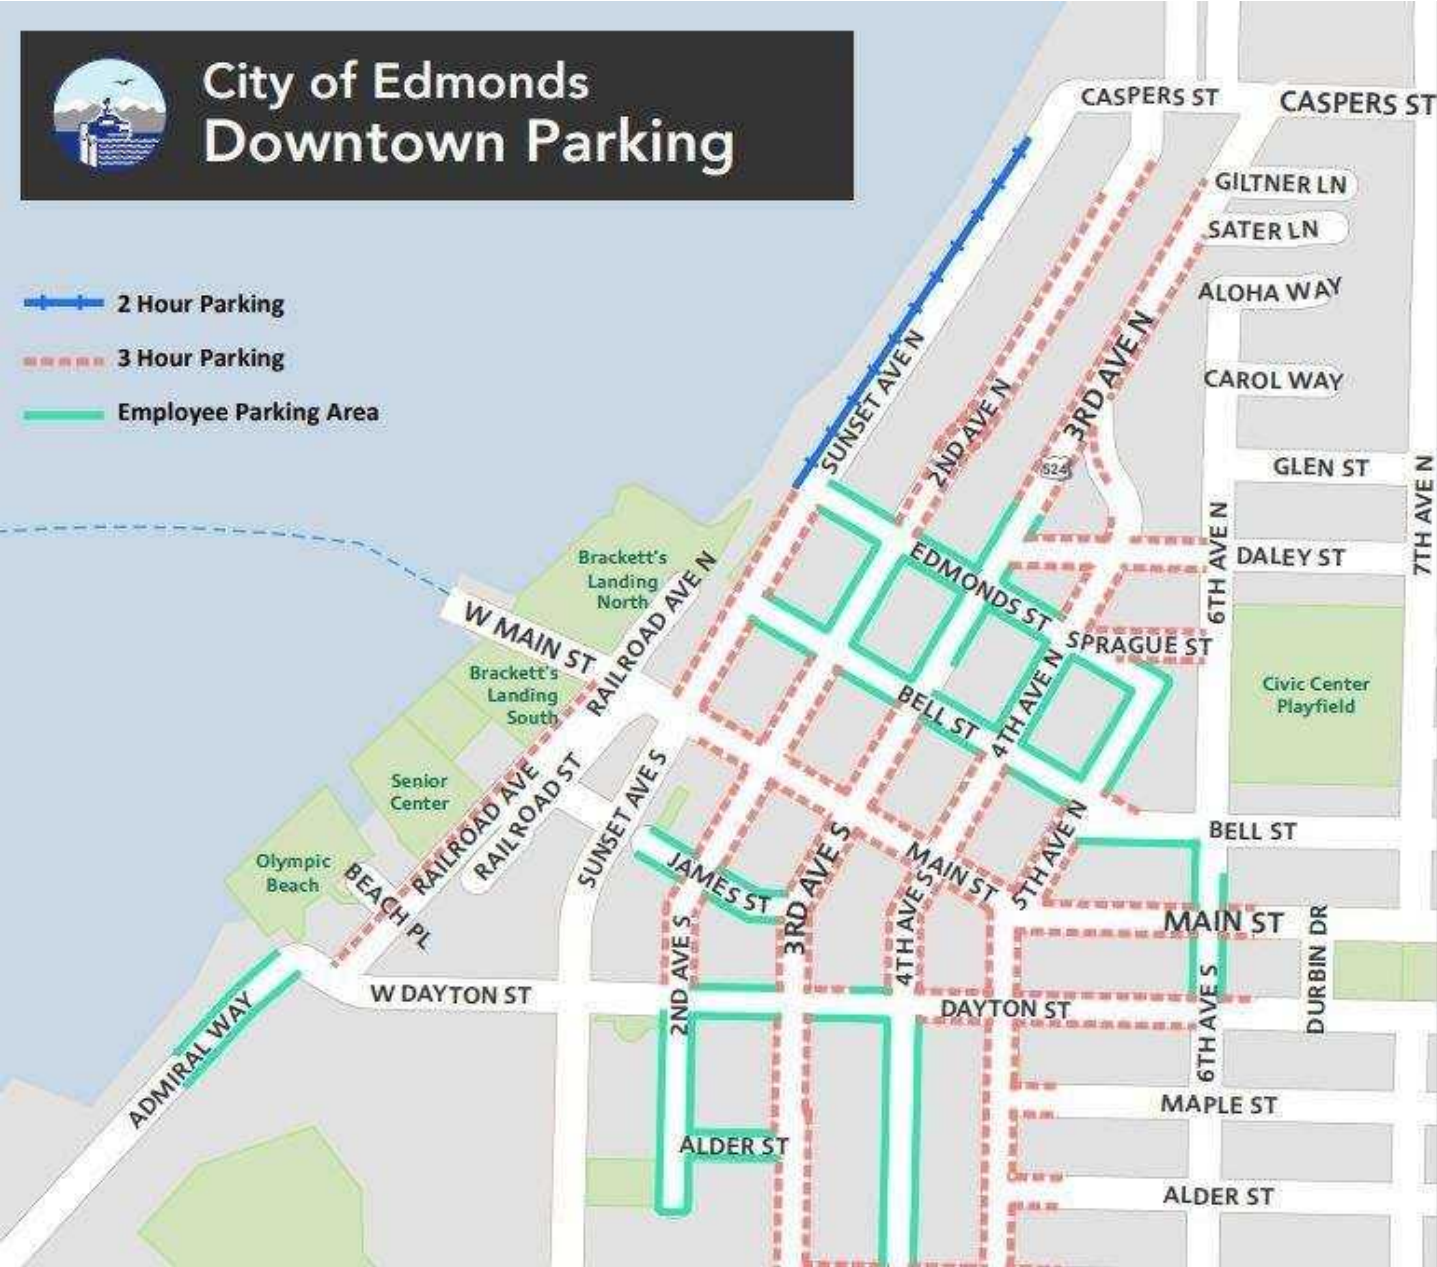 City of Edmonds
Downtown Parking
2 Hour Parking
3 Hour Parking
Employee Parking Area
CASPERS ST
CASPERS ST
GILTNER LN
SATER LN
ALOHA WAY
CAROL WAY
GLEN ST
7TH AVE N
6TH AVE N
DALEY ST
SUNSET AVE N
2ND AVE N
3RD AVE N
524
EDMONDS ST
SPRAGUE ST
Civic Center
Playfield
Brackett's
Landing
North
RAILROAD AVE N
W MAIN ST
Brackett's
Landing
South
4TH AVE N
BELL ST
BELL ST
Senior
Center
RAILROAD AVE
RAILROAD ST
SUNSET AVE S
JAMES ST
3RD AVE S
MAIN ST
5TH AVE N
MAIN ST
Olympic
Beach
BEACH PL
4TH AVE S
2ND AVE S
DURBIN DR
W DAYTON ST
DAYTON ST
6TH AVE S
ADMIRAL WAY
MAPLE ST
ALDER ST
ALDER ST